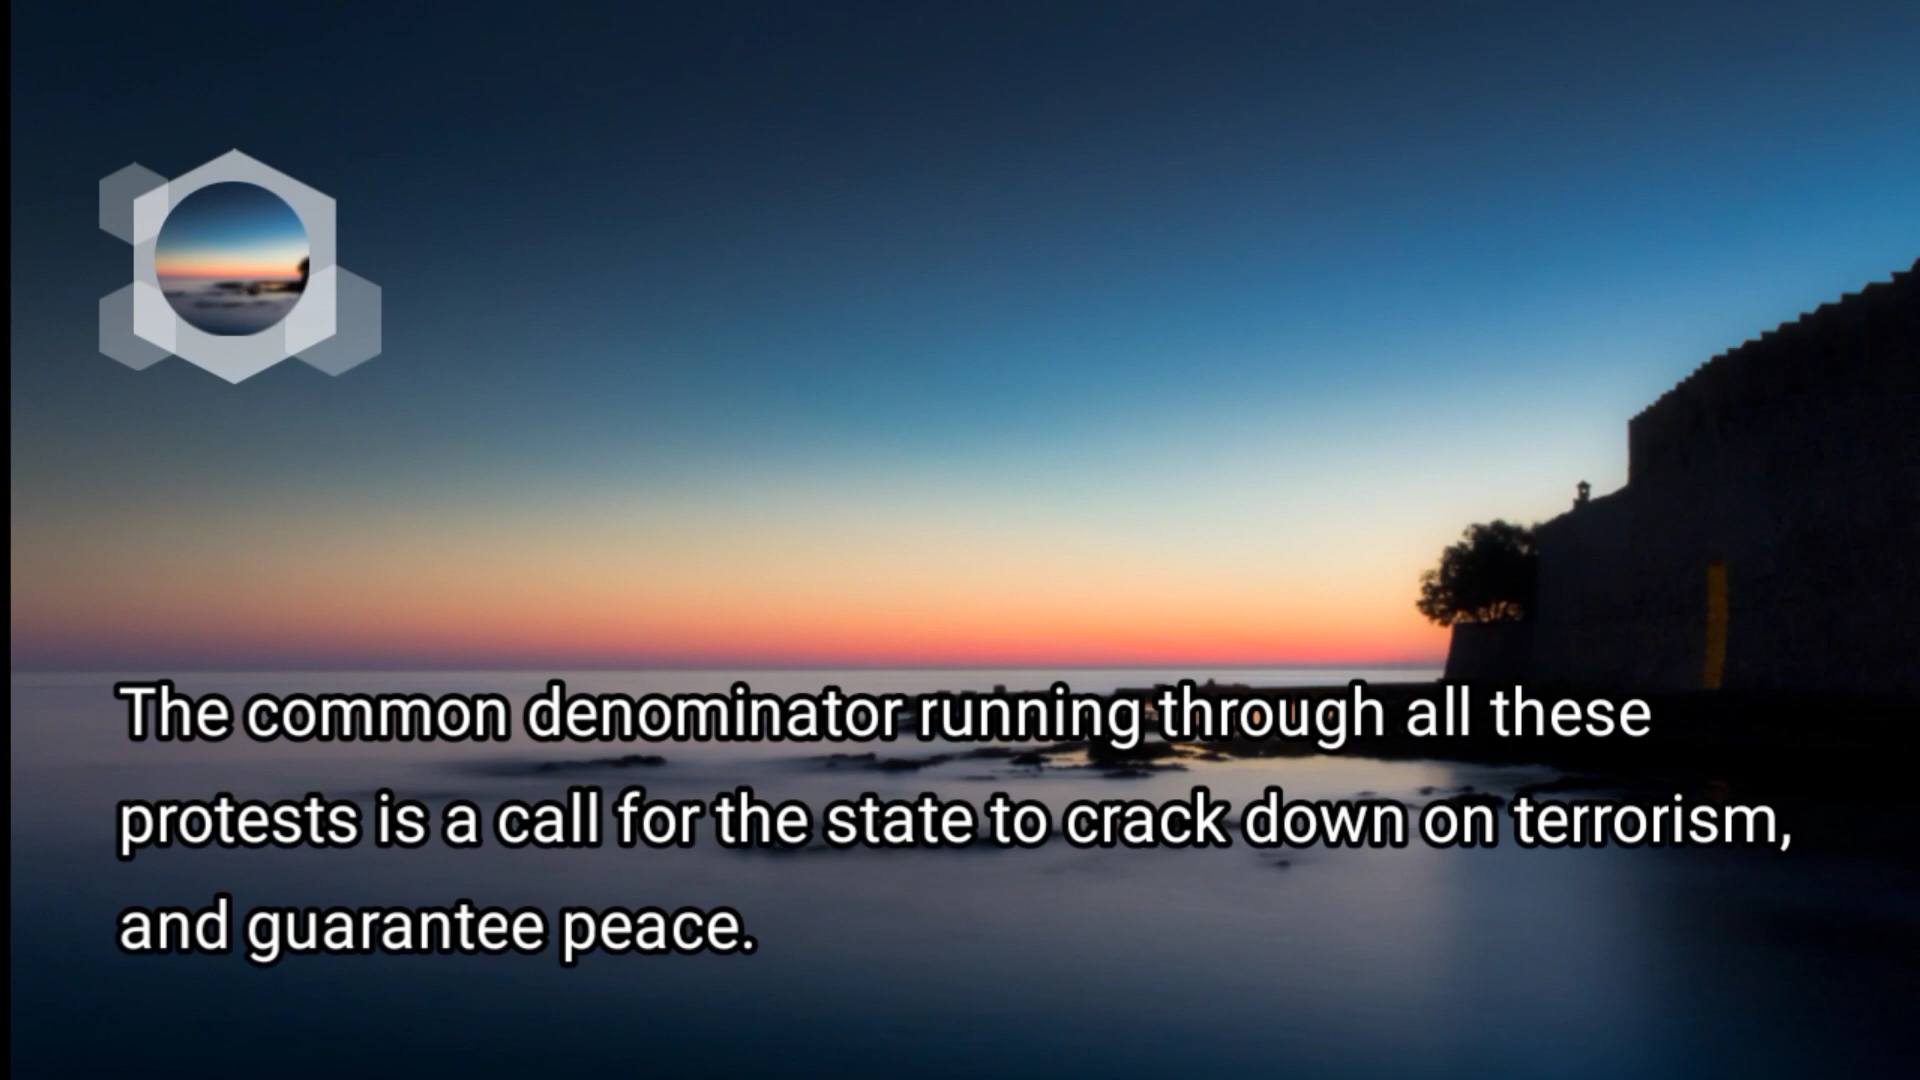 The common denominator running through all these
protests is a call for the state to crack down on terrorism,
and guarantee peace.